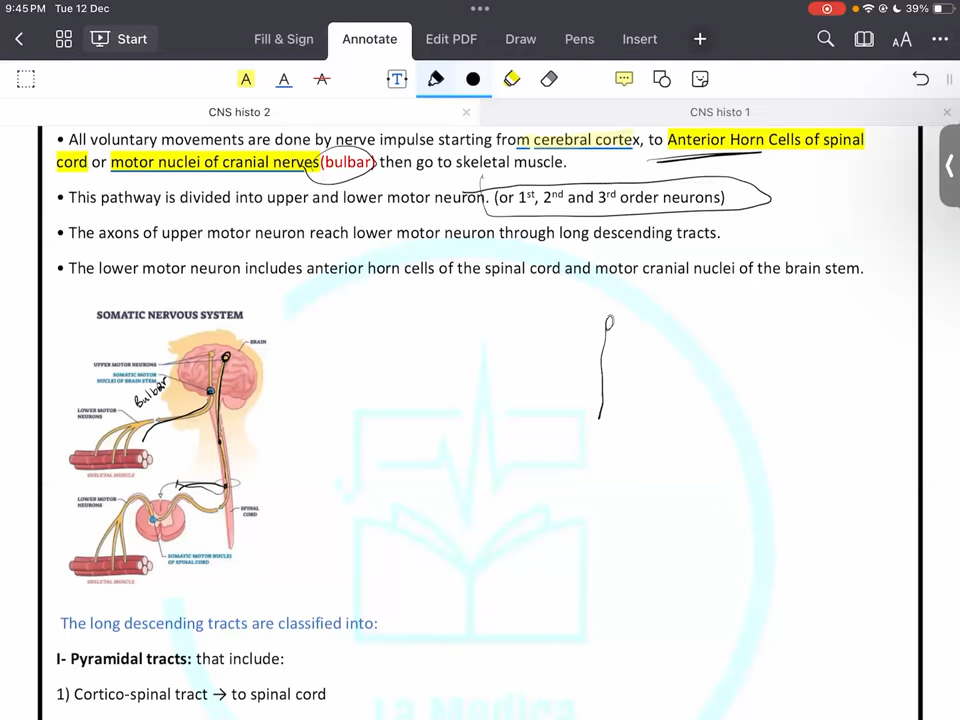 9:45 PM Tue 12 Dec
39%
Start
Fill & Sign
Annotate
Edit PDF
Draw
Pens
Insert
CNS histo 2
CNS histo 1
• All voluntary movements are done by nerve impulse starting from cerebral cortex, to Anterior Horn Cells of spinal
cord or motor nuclei of cranial nerves (bulbar) then go to skeletal muscle.
• This pathway is divided into upper and lower motor neuron. (or 1st, 2nd and 3rd order neurons)
• The axons of upper motor neuron reach lower motor neuron through long descending tracts.
• The lower motor neuron includes anterior horn cells of the spinal cord and motor cranial nuclei of the brain stem.
SOMATIC NERVOUS SYSTEM
BRAIN
UPPER MOTOR NEURONS
SOMATIC MOTOR
NUCLEI OF BRAIN STEM
Bulbar
LOWER MOTOR
NEURONS
SKELETAL MUSCLE
LOWER MOTOR
NEURONS
SPINAL
CORD
SOMATIC MOTOR NUCLEI
OF SPINAL CORD
SKELETAL MUSCLE
The long descending tracts are classified into:
I- Pyramidal tracts: that include:
1) Cortico-spinal tract → to spinal cord
La Medica